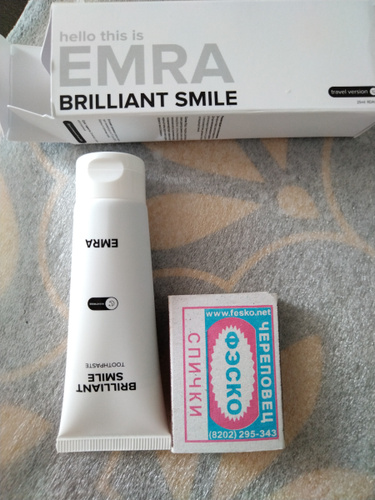 hello this is
EMRA
BRILLIANT SMILE
travel version
EMRA
BRILLIANT
SMILE
TOOTHPASTE
www.fesko.net
СПИЧКИ
ФЭСКО
ЧЕРЕПОВЕЦ
(8202) 295-343